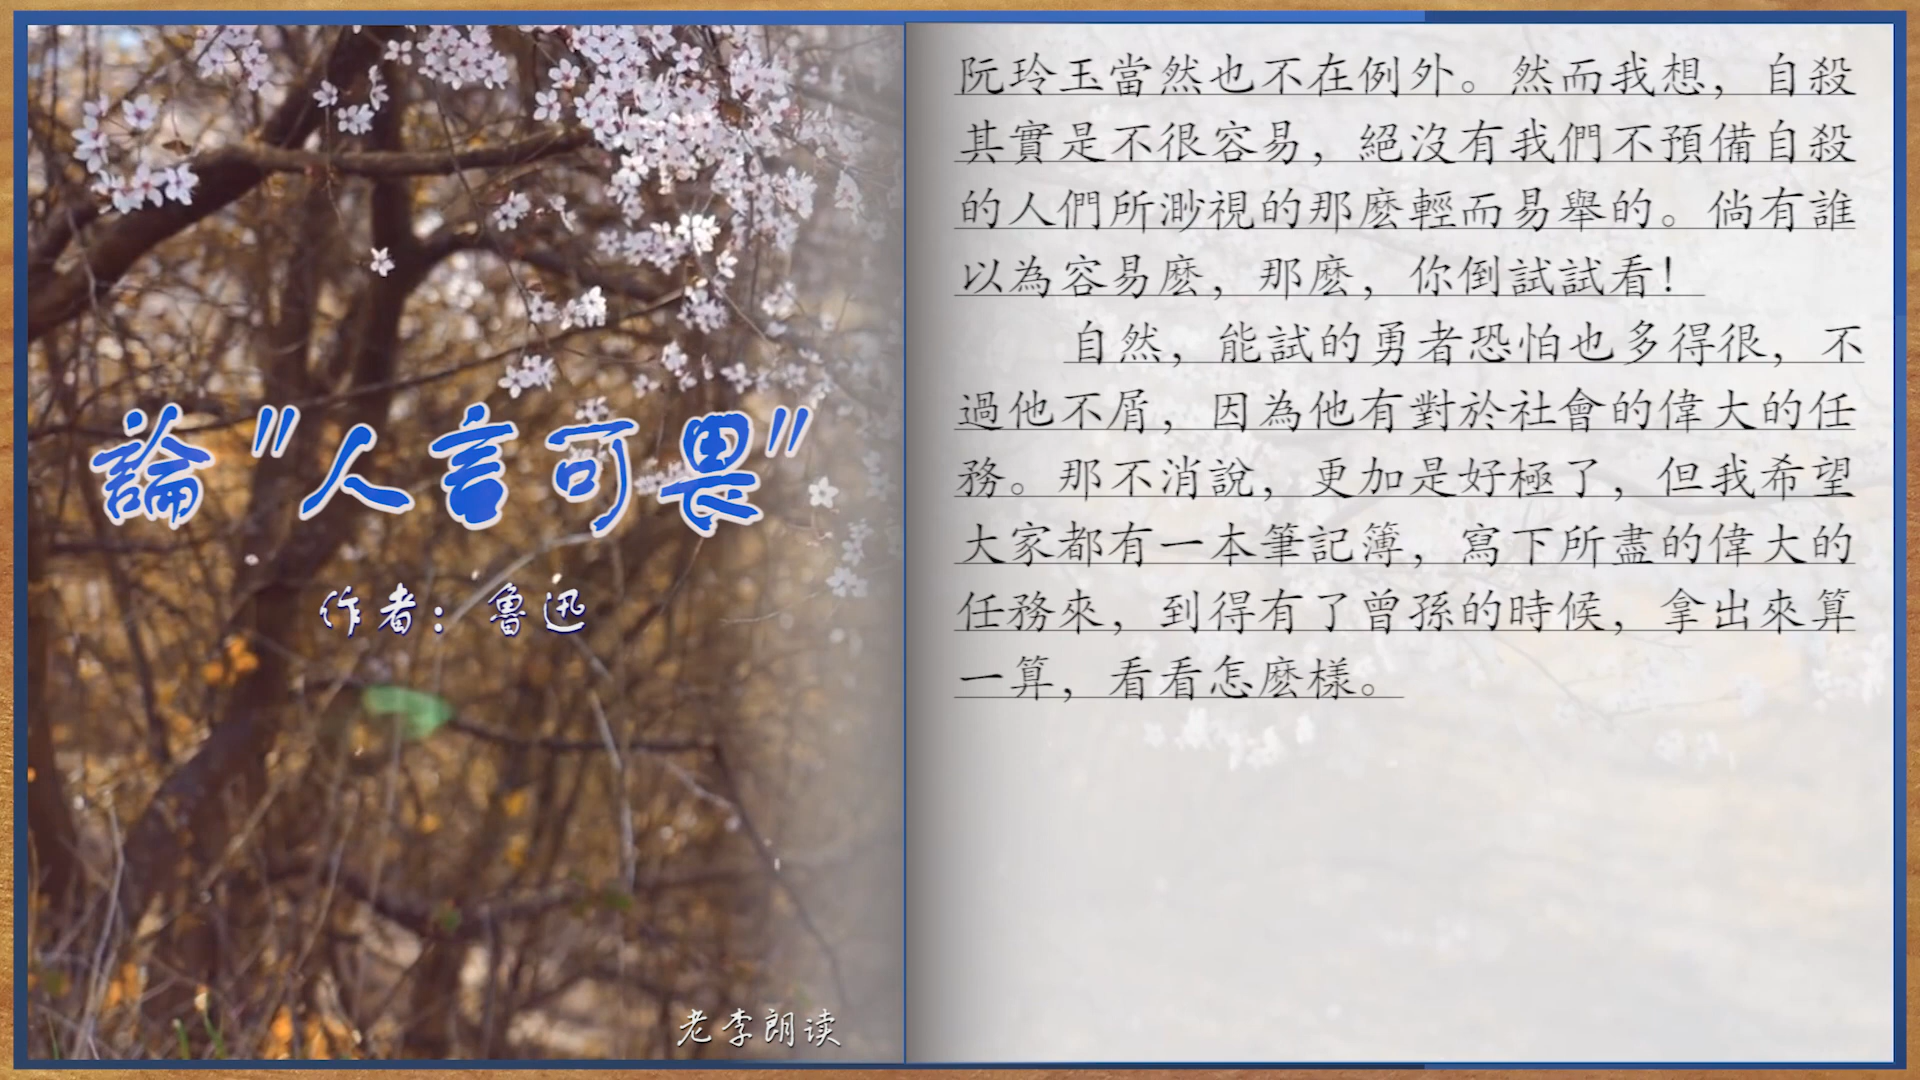 論"人言可畏"
作者：魯迅
老李朗读
阮玲玉當然也不在例外。然而我想，自殺
其實是不很容易，絕沒有我們不預備自殺
的人們所渺視的那麽輕而易舉的。倘有誰
以為容易麽，那麽，你倒試試看！
自然，能試的勇者恐怕也多得很，不
過他不屑，因為他有對於社會的偉大的任
務。那不消說，更加是好極了，但我希望
大家都有一本筆記簿，寫下所盡的偉大的
任務來，到得有了曾孫的時候，拿出來算
一算，看看怎麽樣。